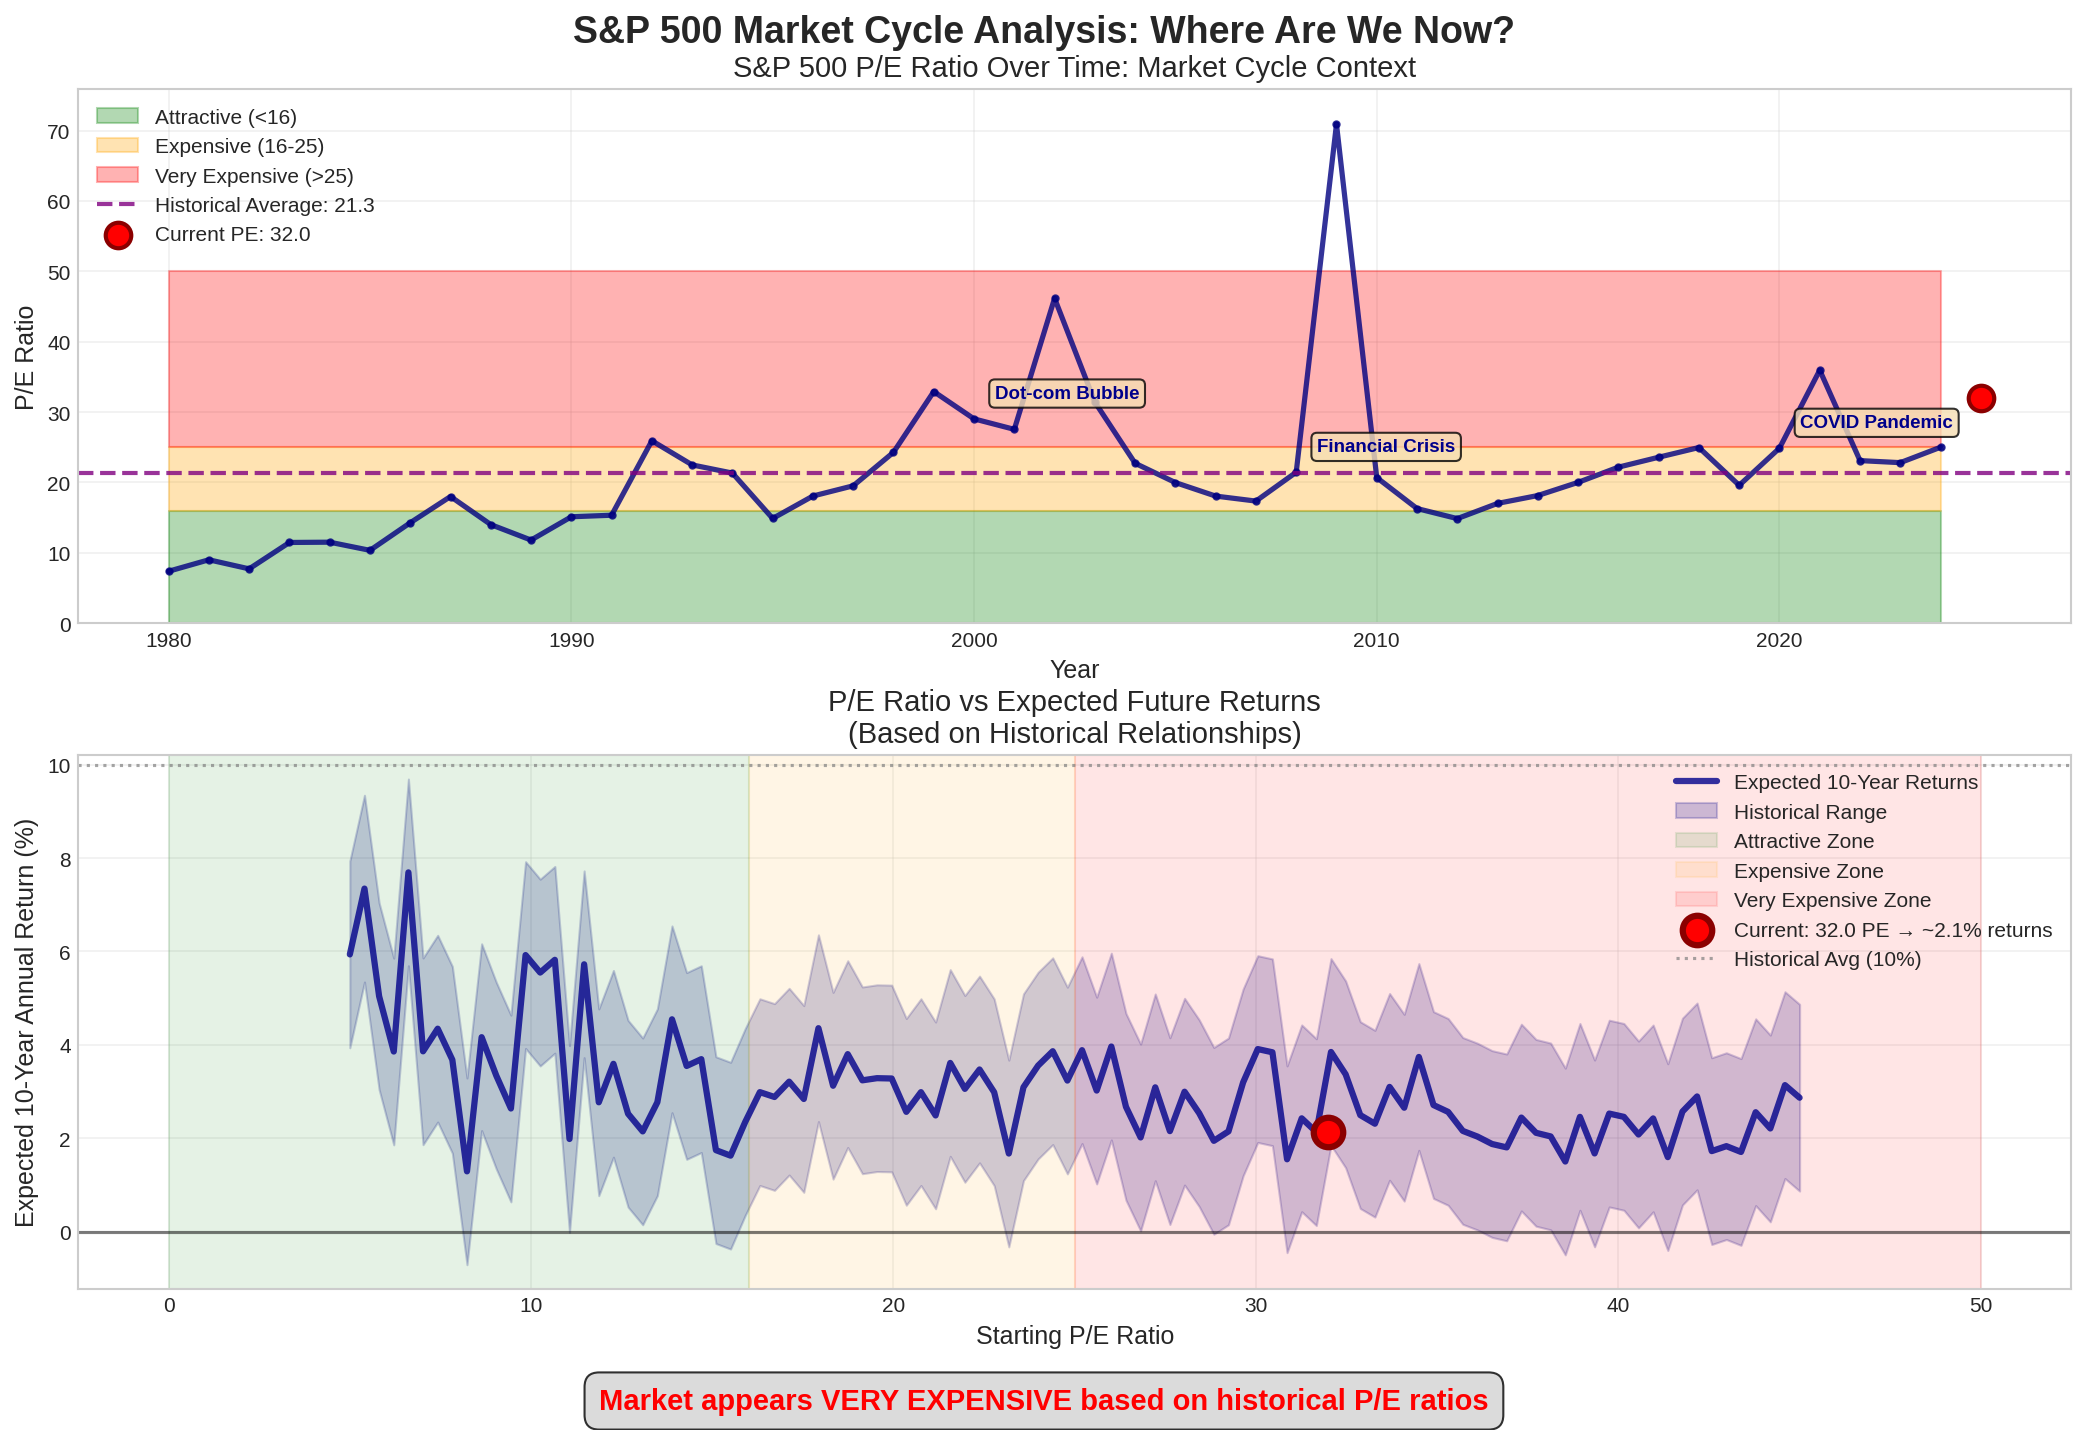 S&P 500 Market Cycle Analysis: Where Are We Now?
S&P 500 P/E Ratio Over Time: Market Cycle Context
Attractive (<16)
Expensive (16-25)
Very Expensive (>25)
Historical Average: 21.3
Current PE: 32.0
Dot-com Bubble
Financial Crisis
COVID Pandemic
P/E Ratio
70
60
50
40
30
20
10
0
1980
1990
2000
2010
2020
Year
P/E Ratio vs Expected Future Returns
(Based on Historical Relationships)
Expected 10-Year Returns
Historical Range
Attractive Zone
Expensive Zone
Very Expensive Zone
Current: 32.0 PE → ~2.1% returns
Historical Avg (10%)
Expected 10-Year Annual Return (%)
10
8
6
4
2
0
0
10
20
30
40
50
Starting P/E Ratio
Market appears VERY EXPENSIVE based on historical P/E ratios